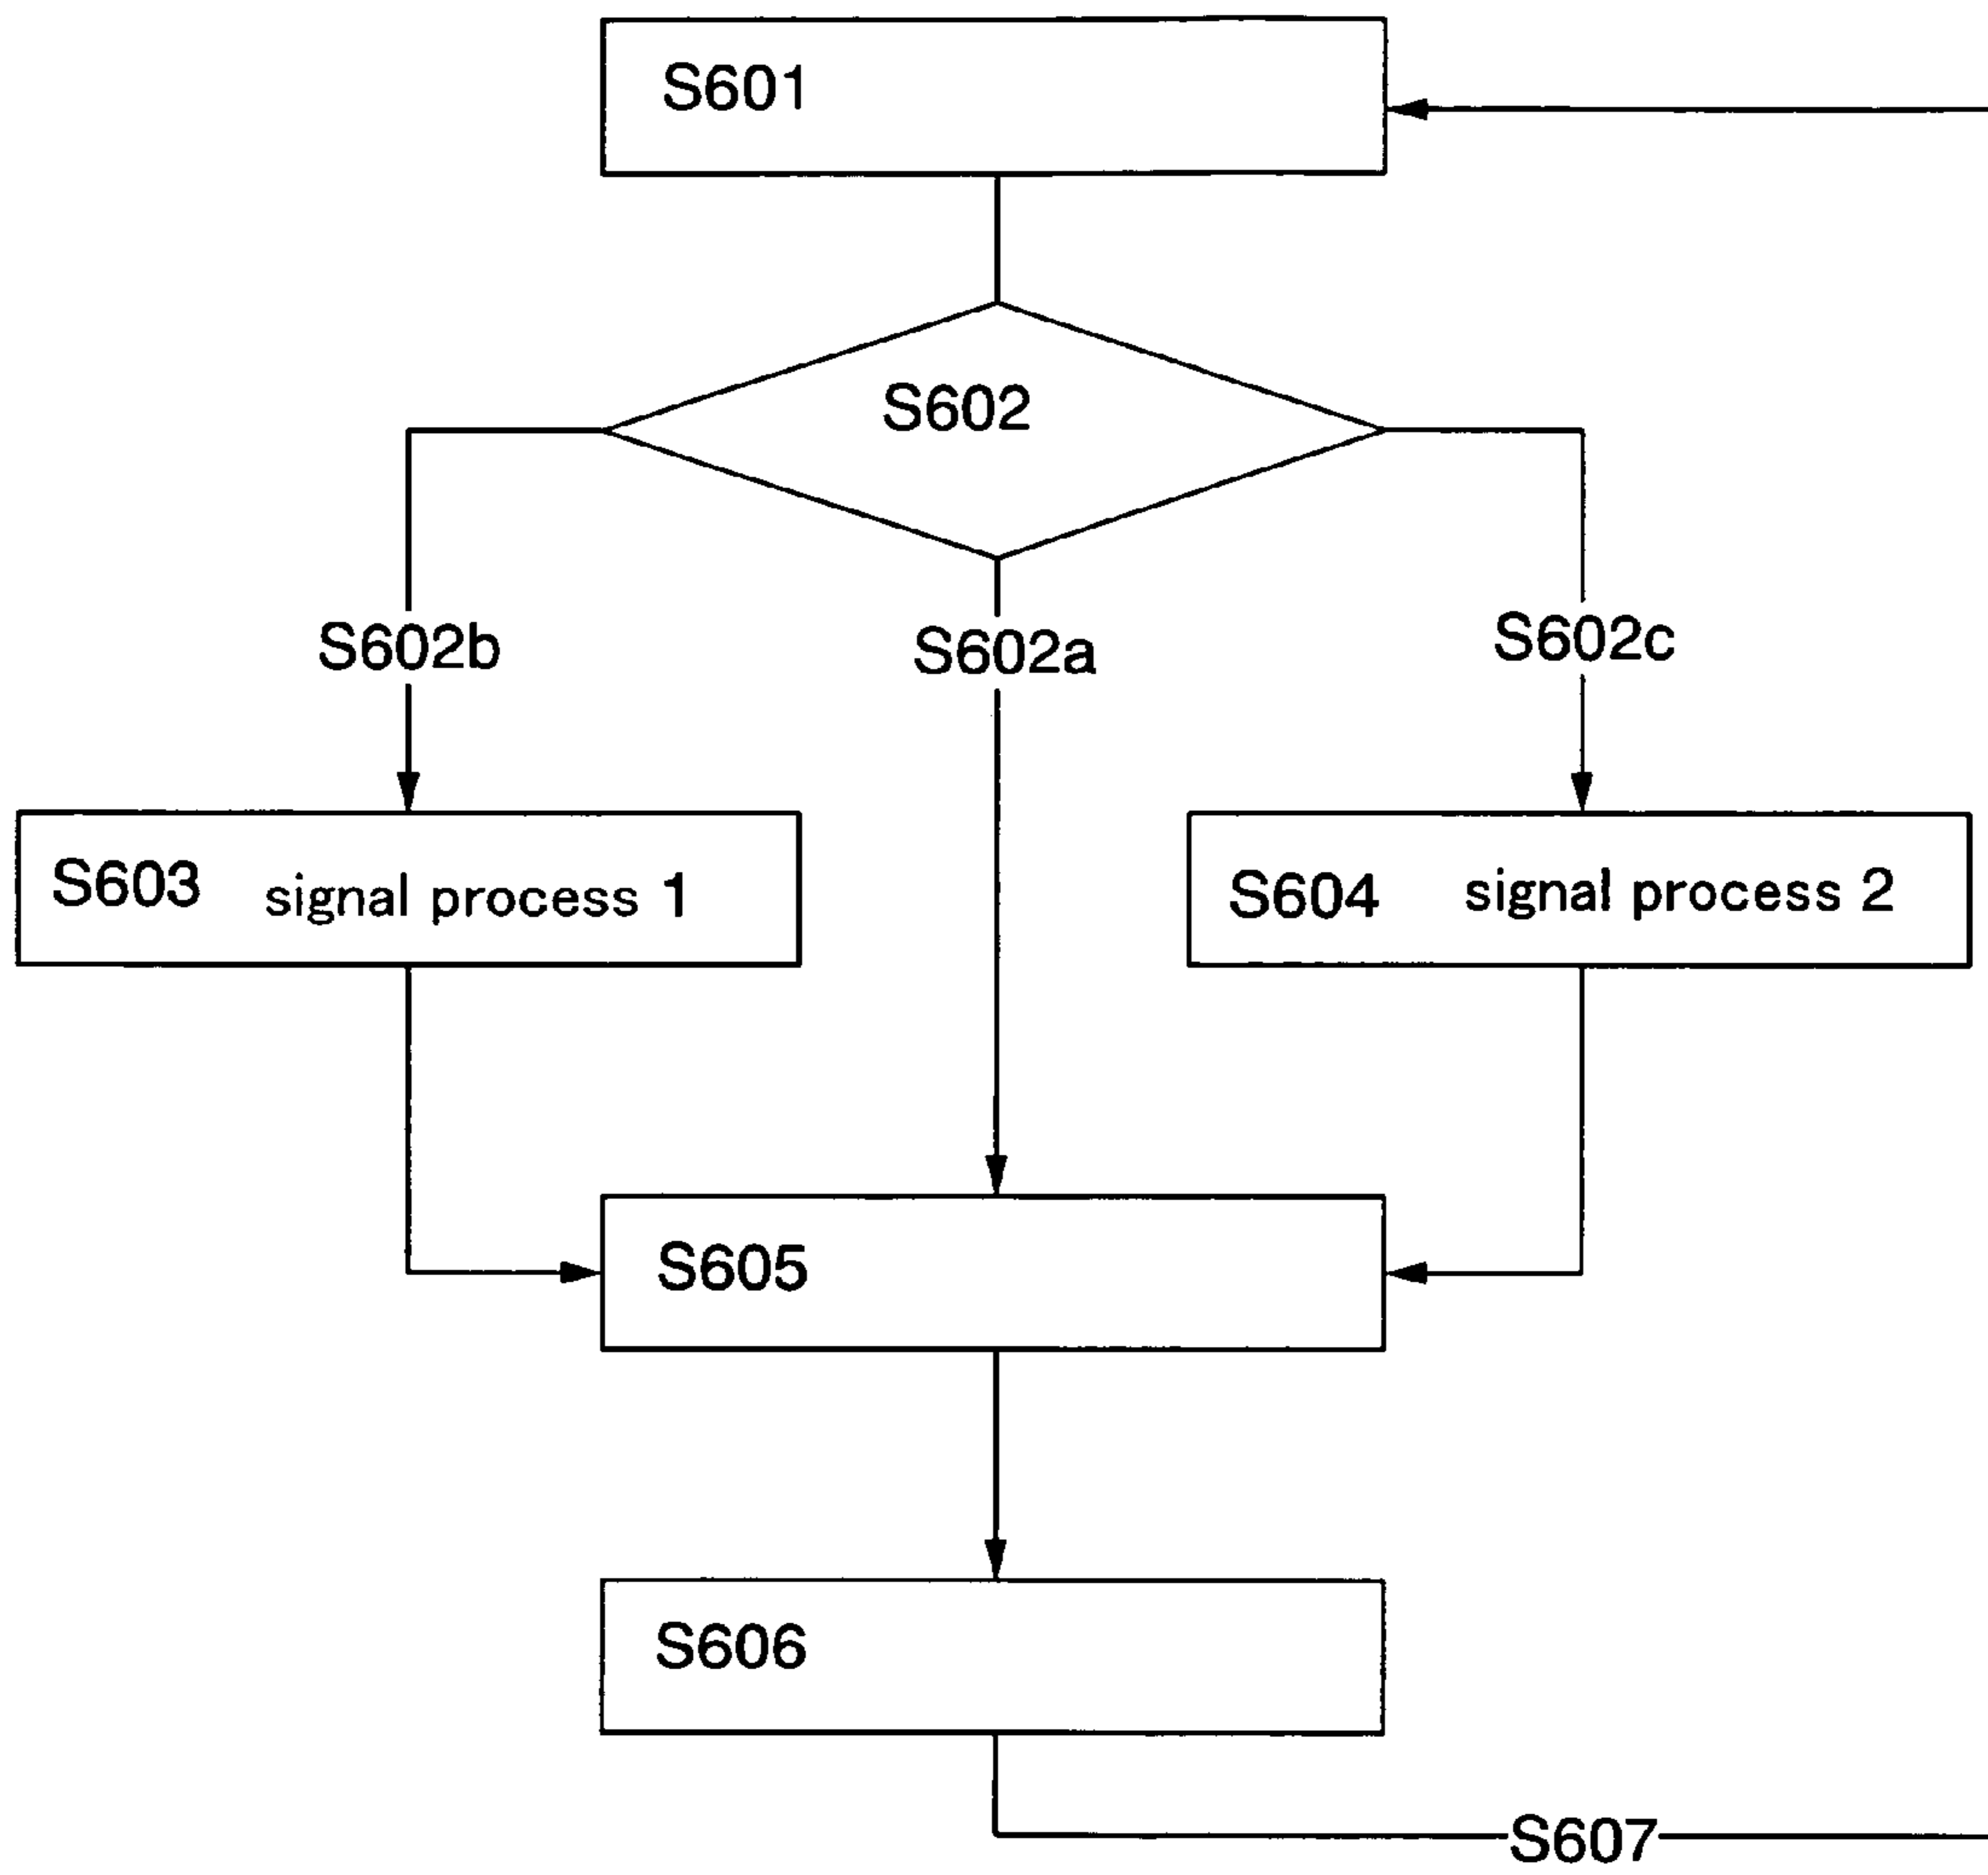 S601
S602
S602b
S602a
S602c
S603 signal process 1
S604 signal process 2
S605
S606
S607